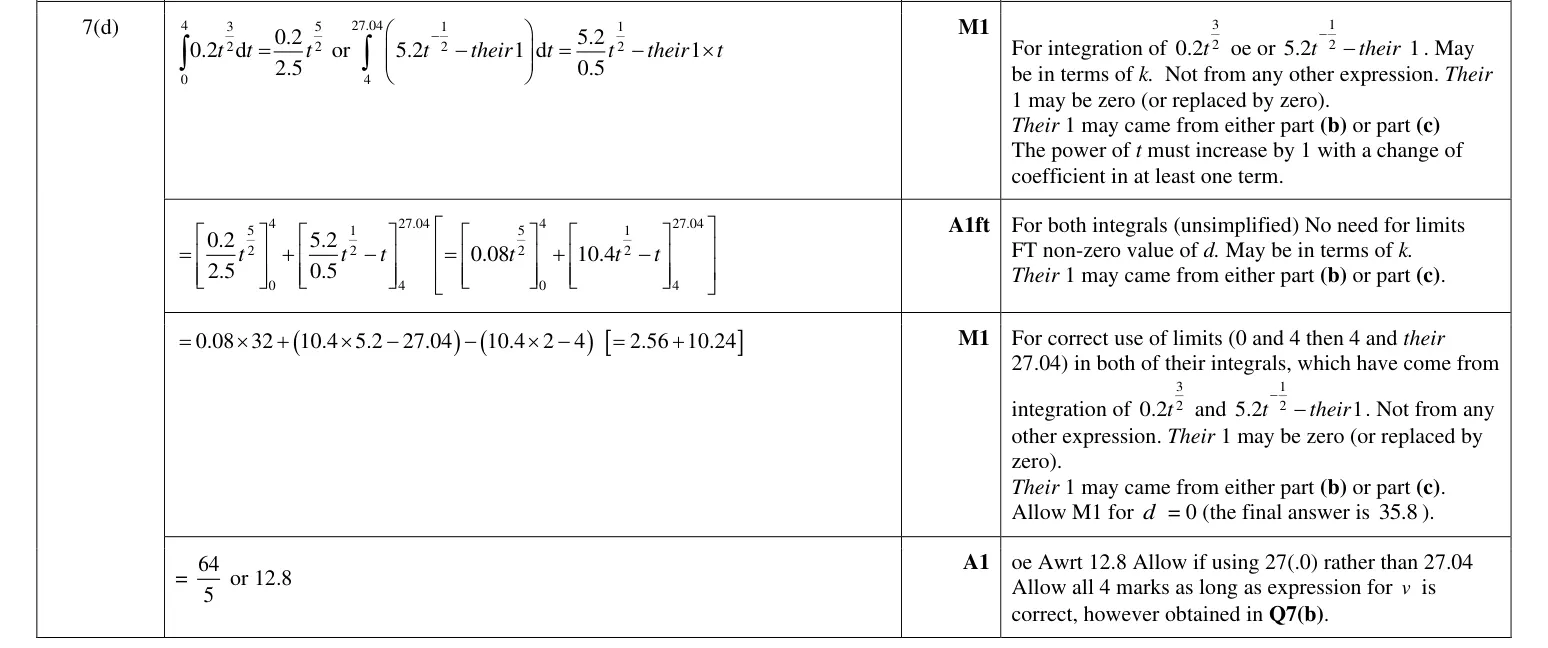 7(d)
∫₀⁴ 0.2t^(3/2) dt = (0.2/2.5) t^(5/2) or ∫₄^27.04 (5.2t^(−1/2) − their 1) dt = (5.2/0.5) t^(1/2) − their 1 × t
M1
For integration of 0.2t^(3/2) oe or 5.2t^(−1/2) − their 1 . May
be in terms of k. Not from any other expression. Their
1 may be zero (or replaced by zero).
Their 1 may came from either part (b) or part (c)
The power of t must increase by 1 with a change of
coefficient in at least one term.
= [(0.2/2.5) t^(5/2)]₀⁴ + [(5.2/0.5) t^(1/2) − t]₄^27.04 [= [0.08t^(5/2)]₀⁴ + [10.4t^(1/2) − t]₄^27.04]
A1ft
For both integrals (unsimplified) No need for limits
FT non-zero value of d. May be in terms of k.
Their 1 may came from either part (b) or part (c).
= 0.08 × 32 + (10.4 × 5.2 − 27.04) − (10.4 × 2 − 4) [= 2.56 + 10.24]
M1
For correct use of limits (0 and 4 then 4 and their
27.04) in both of their integrals, which have come from
integration of 0.2t^(3/2) and 5.2t^(−1/2) − their 1 . Not from any
other expression. Their 1 may be zero (or replaced by
zero).
Their 1 may came from either part (b) or part (c).
Allow M1 for d = 0 (the final answer is 35.8 ).
= 64/5 or 12.8
A1
oe Awrt 12.8 Allow if using 27(.0) rather than 27.04
Allow all 4 marks as long as expression for v is
correct, however obtained in Q7(b).